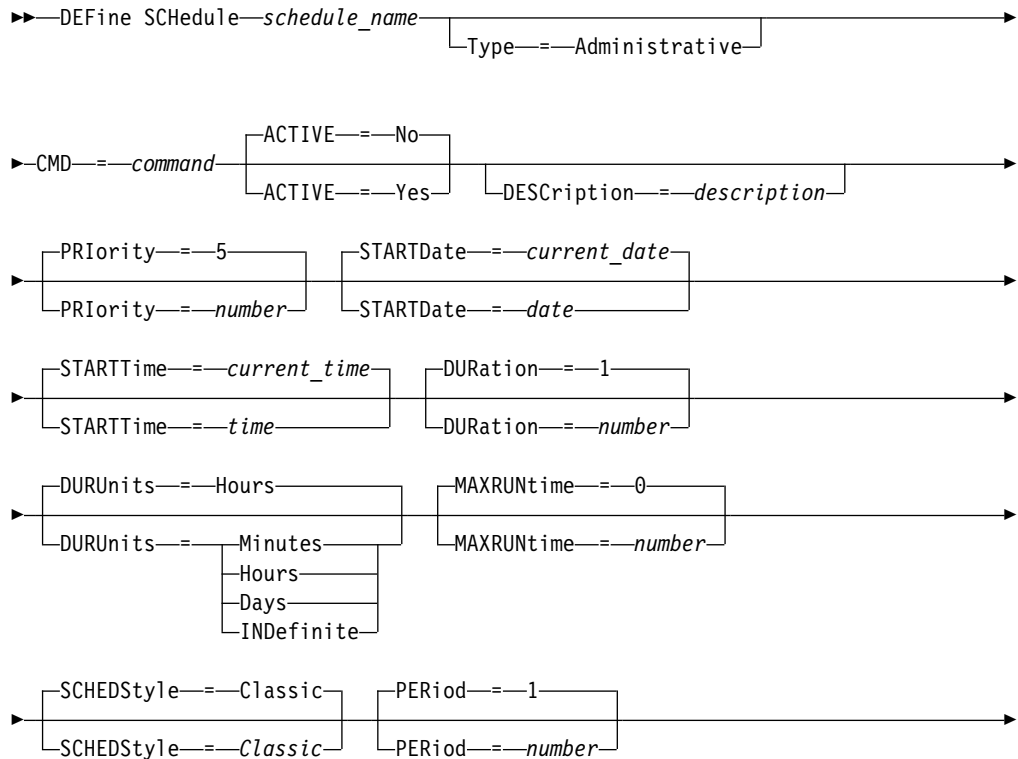 DEFine SCHedule schedule_name
Type = Administrative
ACTIVE = No
CMD = command
ACTIVE = Yes
DESCription = description
PRIority = 5
STARTDate = current_date
PRIority = number
STARTDate = date
STARTTime = current_time
DURation = 1
STARTTime = time
DURation = number
DURUnits = Hours
MAXRUNtime = 0
DURUnits = Minutes
MAXRUNtime = number
Hours
Days
INDefinite
SCHEDStyle = Classic
PERiod = 1
SCHEDStyle = Classic
PERiod = number